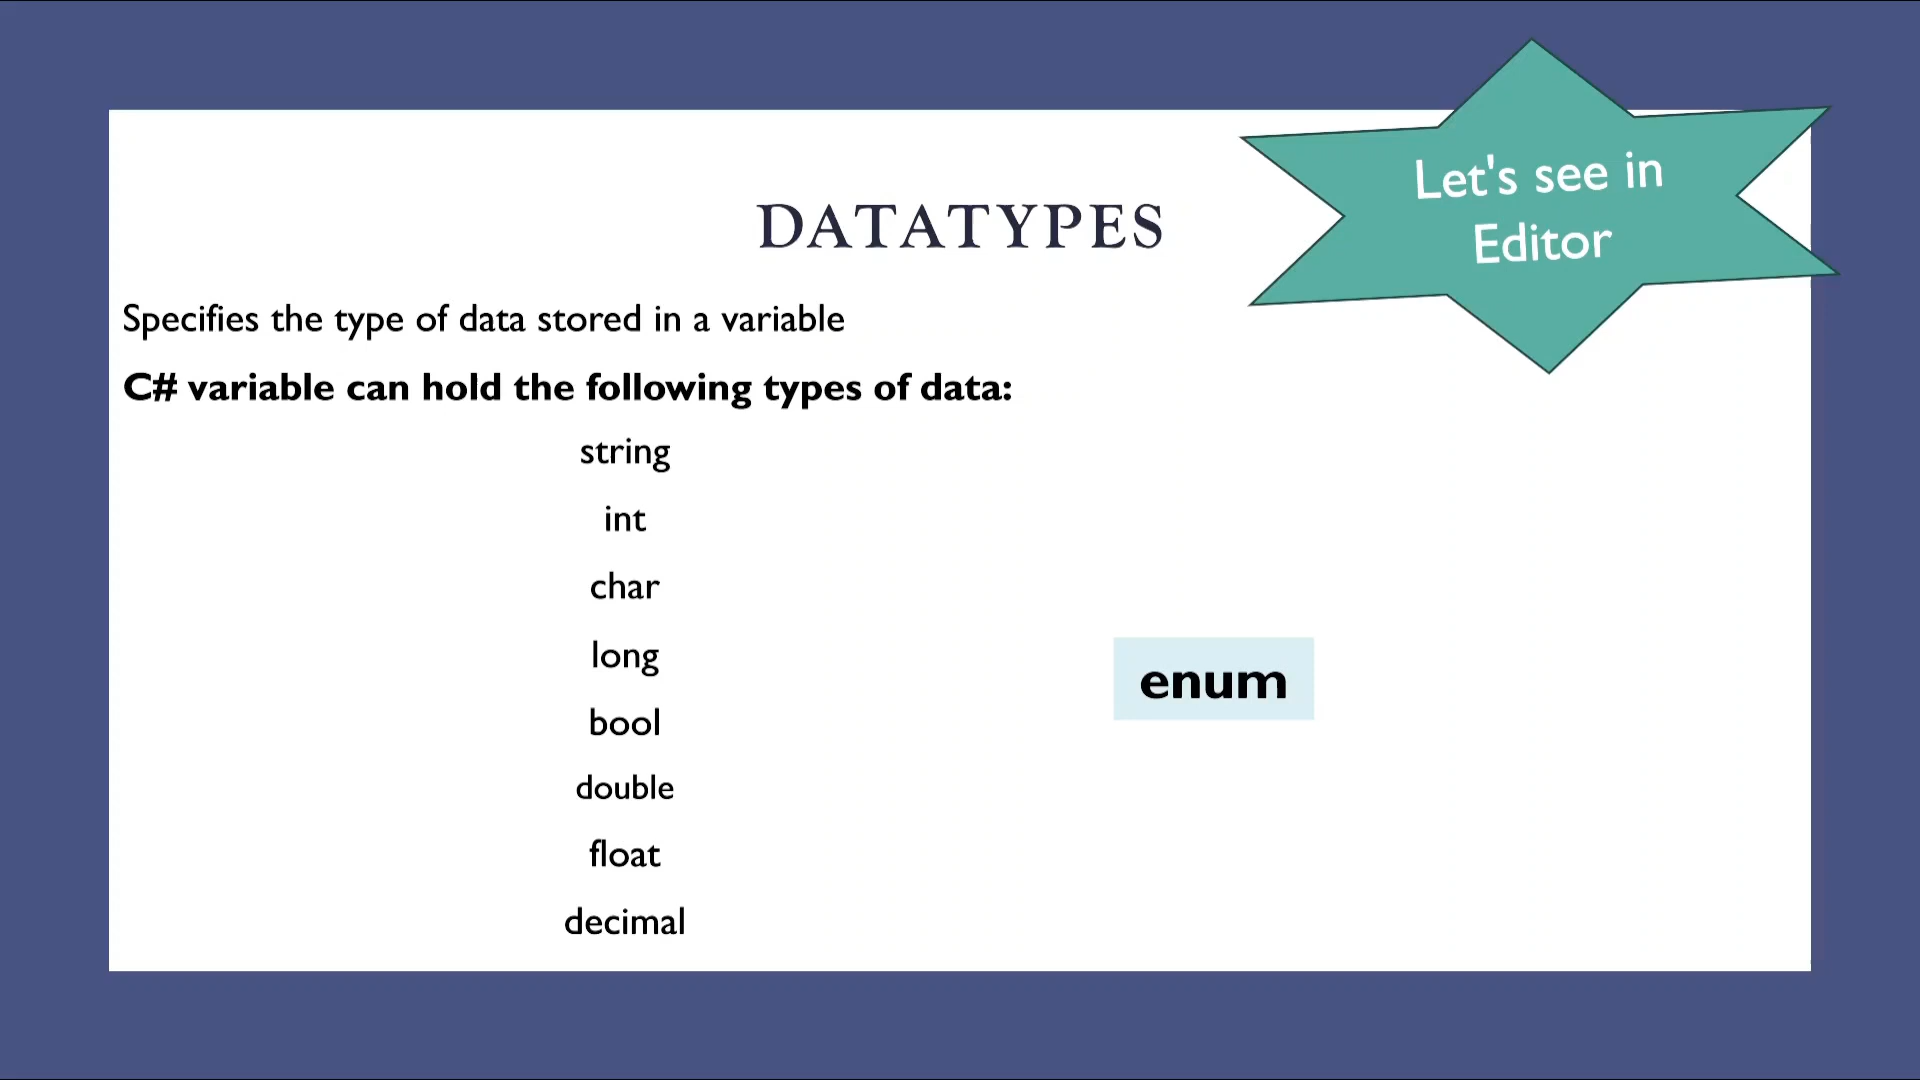 Let's see in
Editor
DATATYPES
Specifies the type of data stored in a variable
C# variable can hold the following types of data:
string
int
char
long
bool
double
float
decimal
enum